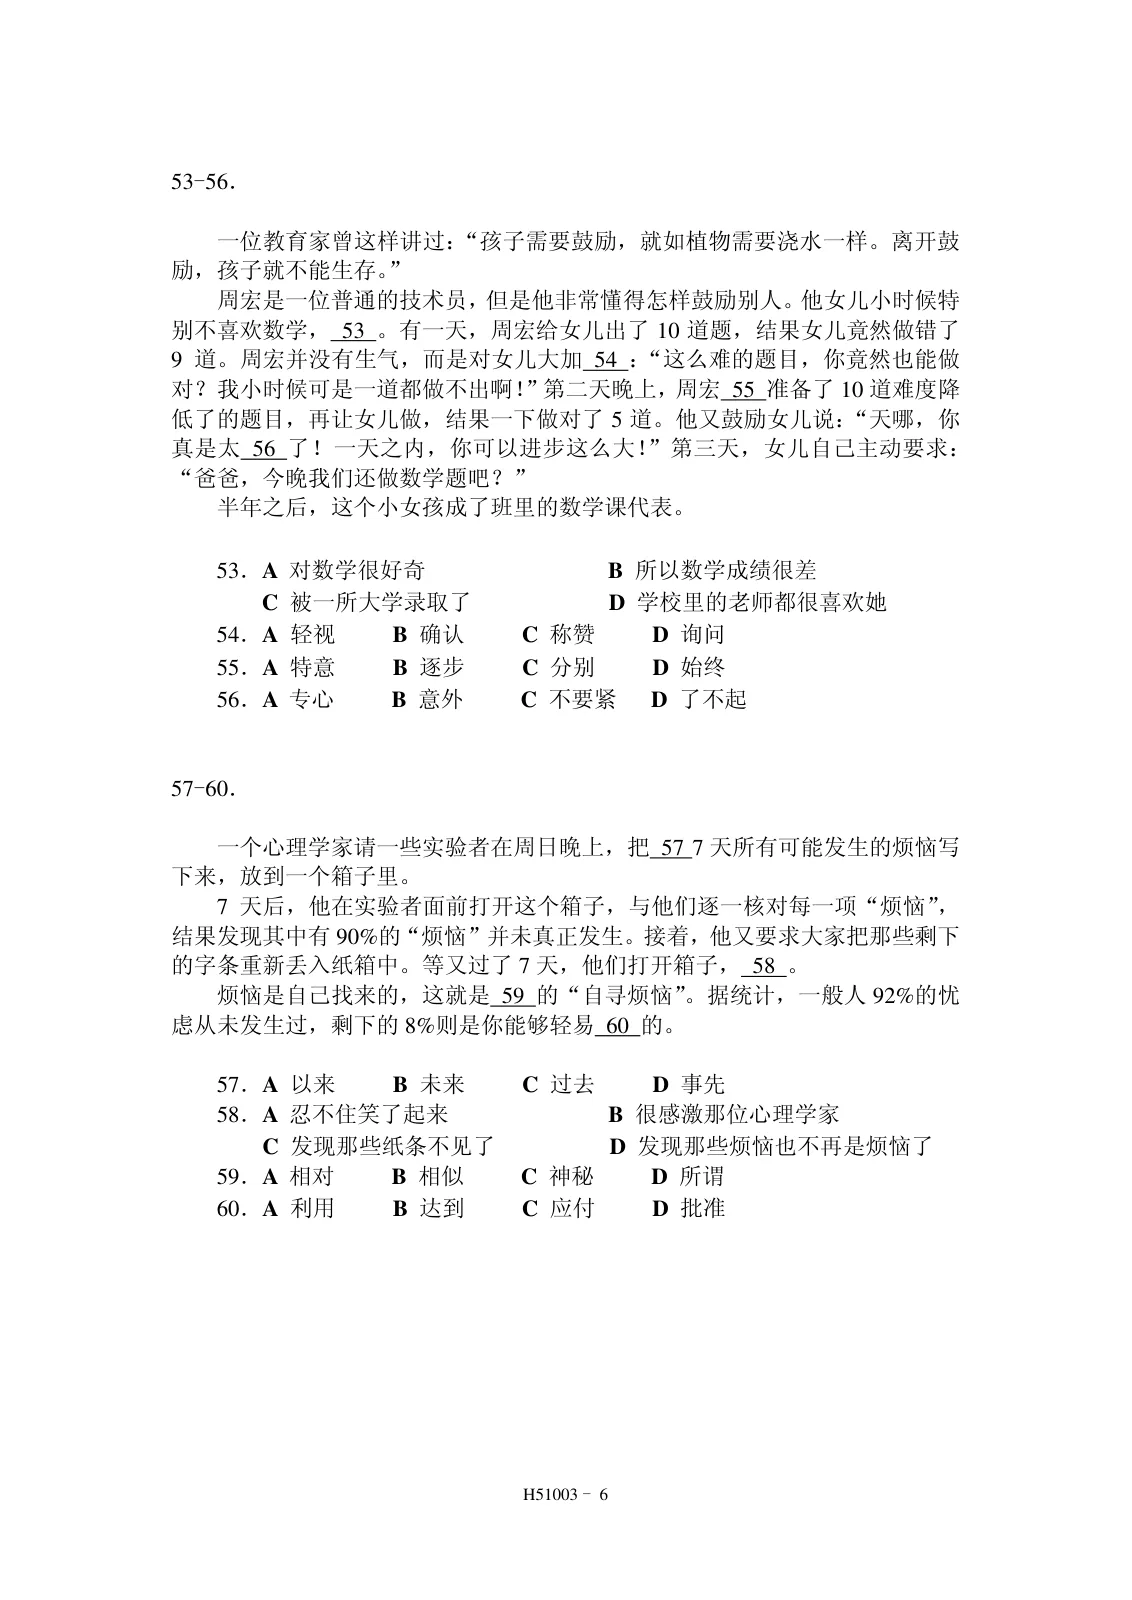 53-56．
一位教育家曾这样讲过：“孩子需要鼓励，就如植物需要浇水一样。离开鼓
励，孩子就不能生存。”
周宏是一位普通的技术员，但是他非常懂得怎样鼓励别人。他女儿小时候特
别不喜欢数学， 53 。有一天，周宏给女儿出了 10 道题，结果女儿竟然做错了
9 道。周宏并没有生气，而是对女儿大加 54 ：“这么难的题目，你竟然也能做
对？我小时候可是一道都做不出啊！”第二天晚上，周宏 55 准备了 10 道难度降
低了的题目，再让女儿做，结果一下做对了 5 道。他又鼓励女儿说：“天哪，你
真是太 56 了！一天之内，你可以进步这么大！”第三天，女儿自己主动要求：
“爸爸，今晚我们还做数学题吧？”
半年之后，这个小女孩成了班里的数学课代表。
53．A 对数学很好奇 B 所以数学成绩很差
C 被一所大学录取了 D 学校里的老师都很喜欢她
54．A 轻视 B 确认 C 称赞 D 询问
55．A 特意 B 逐步 C 分别 D 始终
56．A 专心 B 意外 C 不要紧 D 了不起
57-60．
一个心理学家请一些实验者在周日晚上，把 57 7 天所有可能发生的烦恼写
下来，放到一个箱子里。
7 天后，他在实验者面前打开这个箱子，与他们逐一核对每一项“烦恼”，
结果发现其中有 90%的“烦恼”并未真正发生。接着，他又要求大家把那些剩下
的字条重新丢入纸箱中。等又过了 7 天，他们打开箱子， 58 。
烦恼是自己找来的，这就是 59 的“自寻烦恼”。据统计，一般人 92%的忧
虑从未发生过，剩下的 8%则是你能够轻易 60 的。
57．A 以来 B 未来 C 过去 D 事先
58．A 忍不住笑了起来 B 很感激那位心理学家
C 发现那些纸条不见了 D 发现那些烦恼也不再是烦恼了
59．A 相对 B 相似 C 神秘 D 所谓
60．A 利用 B 达到 C 应付 D 批准
H51003 - 6